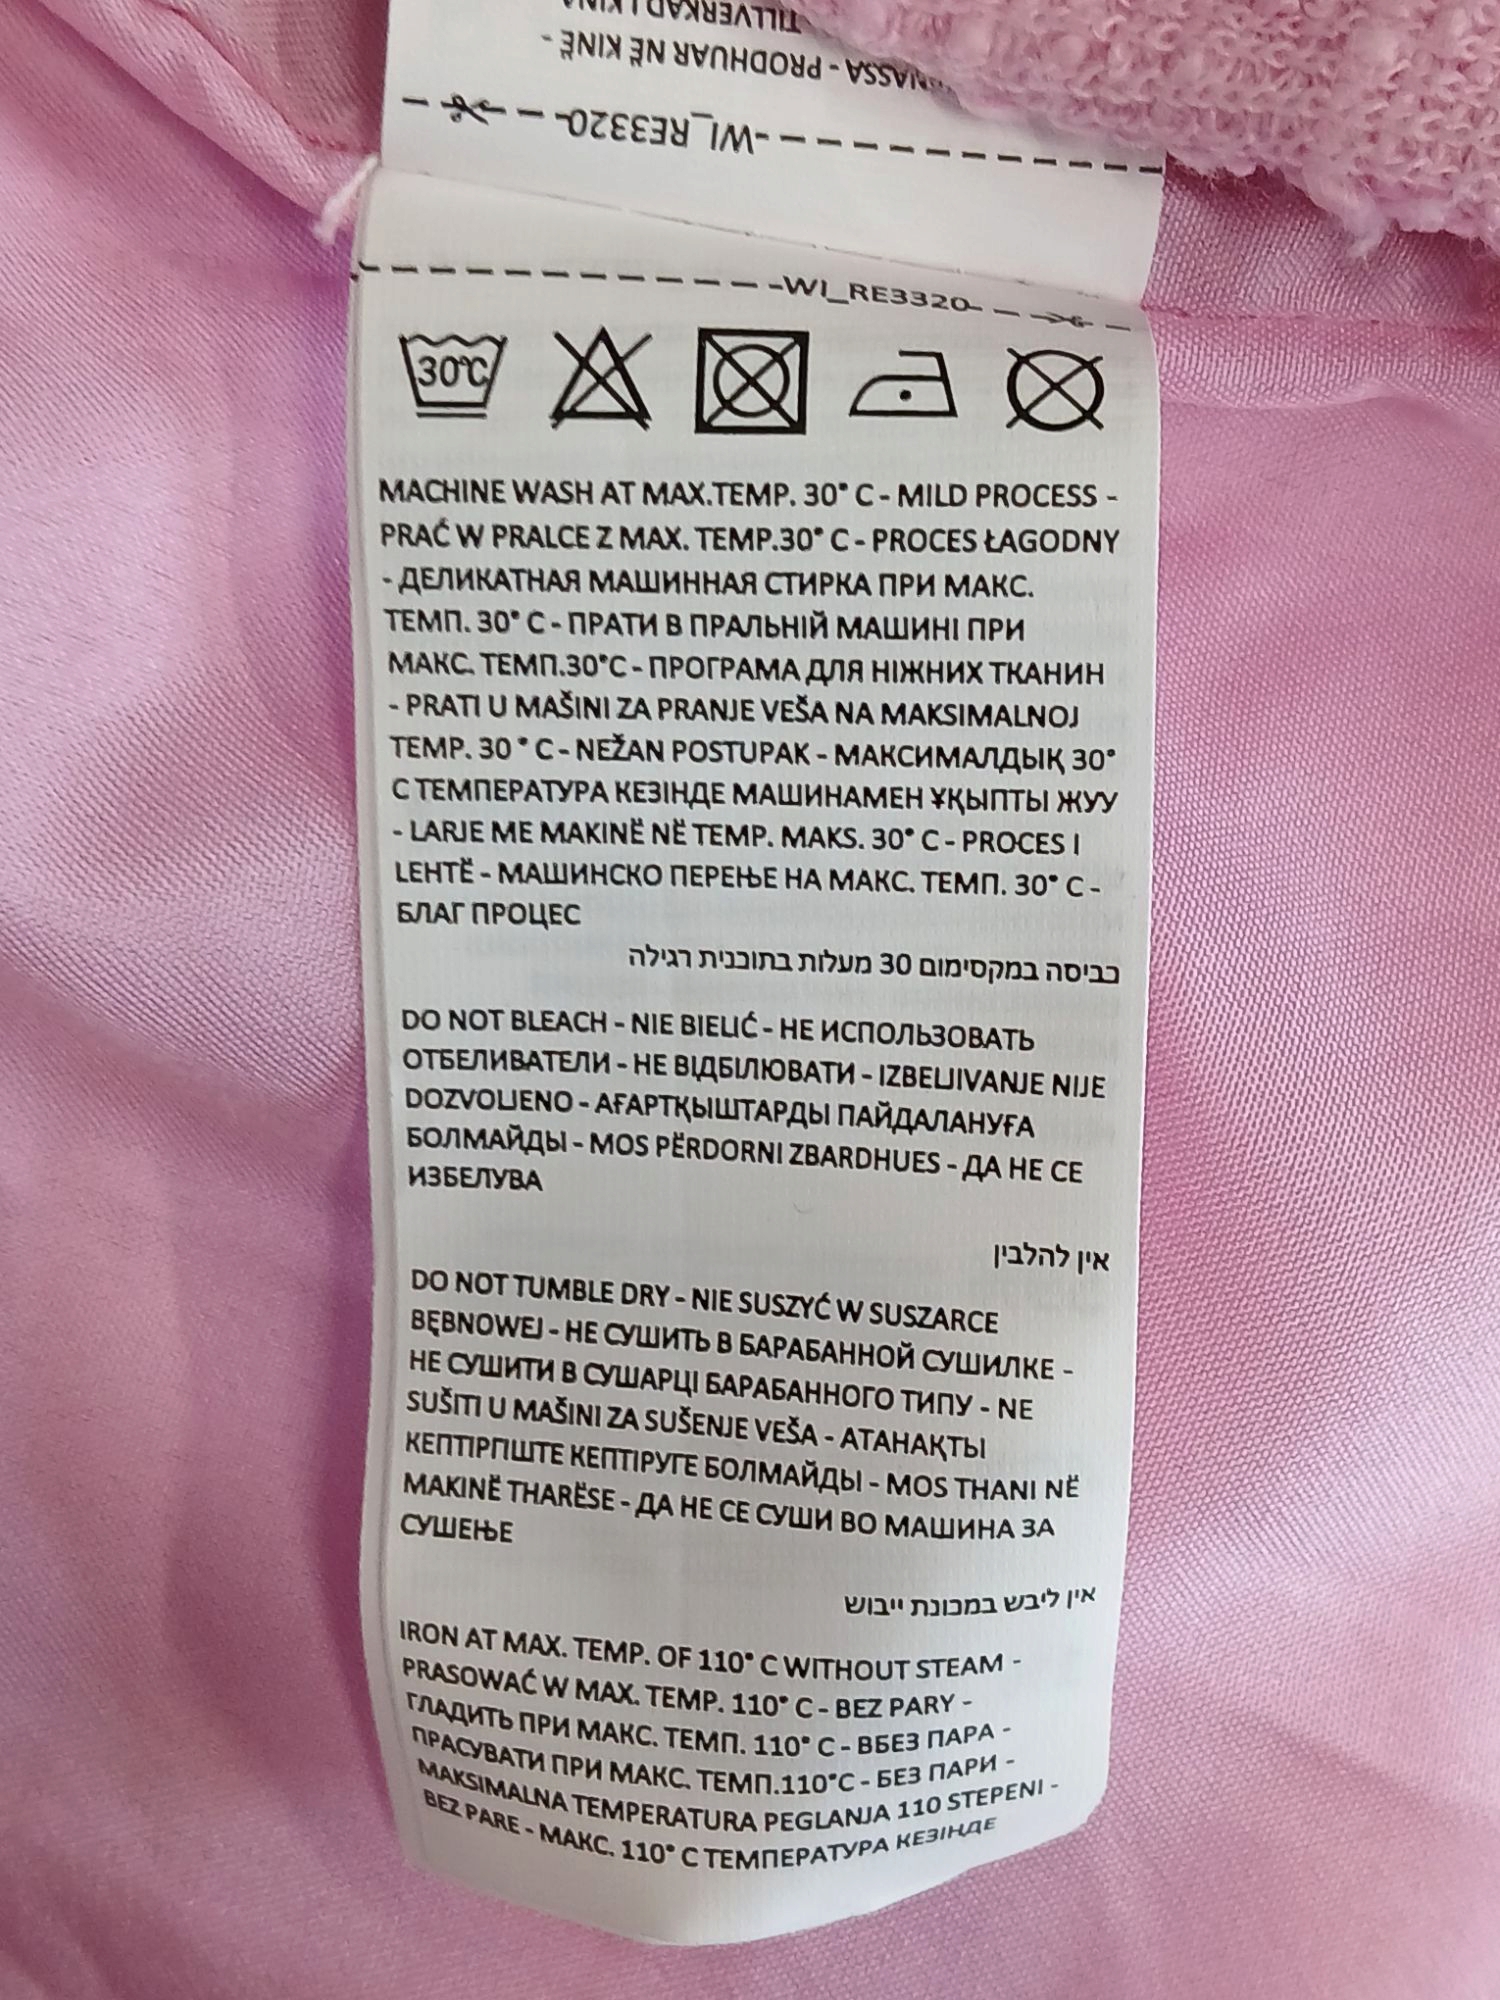 TILLVERKAD I KINA
- PRODHUAR NË KINË -
WI_RE3320
WI_RE3320
30°C
MACHINE WASH AT MAX.TEMP. 30° C - MILD PROCESS -
PRAĆ W PRALCE Z MAX. TEMP.30° C - PROCES ŁAGODNY
- ДЕЛИКАТНАЯ МАШИННАЯ СТИРКА ПРИ МАКС.
ТЕМП. 30° С - ПРАТИ В ПРАЛЬНІЙ МАШИНІ ПРИ
МАКС. ТЕМП.30°С - ПРОГРАМА ДЛЯ НІЖНИХ ТКАНИН
- PRATI U MAŠINI ZA PRANJE VEŠA NA MAKSIMALNOJ
TEMP. 30 ° C - NEŽAN POSTUPAK - МАКСИМАЛДЫҚ 30°
С ТЕМПЕРАТУРА КЕЗІНДЕ МАШИНАМЕН ҰҚЫПТЫ ЖУУ
- LARJE ME MAKINË NË TEMP. MAKS. 30° C - PROCES I
LEHTË - МАШИНСКО ПЕРЕЊЕ НА МАКС. ТЕМП. 30° С -
БЛАГ ПРОЦЕС
כביסה במקסימום 30 מעלות בתוכנית רגילה
DO NOT BLEACH - NIE BIELIĆ - НЕ ИСПОЛЬЗОВАТЬ
ОТБЕЛИВАТЕЛИ - НЕ ВІДБІЛЮВАТИ - IZBELJIVANJE NIJE
DOZVOLJENO - АҒАРТҚЫШТАРДЫ ПАЙДАЛАНУҒА
БОЛМАЙДЫ - MOS PËRDORNI ZBARDHUES - ДА НЕ СЕ
ИЗБЕЛУВА
אין להלבין
DO NOT TUMBLE DRY - NIE SUSZYĆ W SUSZARCE
BĘBNOWEJ - НЕ СУШИТЬ В БАРАБАННОЙ СУШИЛКЕ -
НЕ СУШИТИ В СУШАРЦІ БАРАБАННОГО ТИПУ - NE
SUŠITI U MAŠINI ZA SUŠENJE VEŠA - АТАНАҚТЫ
КЕПТІРГІШТЕ КЕПТІРУГЕ БОЛМАЙДЫ - MOS THANI NË
MAKINË THARËSE - ДА НЕ СЕ СУШИ ВО МАШИНА ЗА
СУШЕЊЕ
אין ליבש במכונת ייבוש
IRON AT MAX. TEMP. OF 110° C WITHOUT STEAM -
PRASOWAĆ W MAX. TEMP. 110° C - BEZ PARY -
ГЛАДИТЬ ПРИ МАКС. ТЕМП. 110° С - ВБЕЗ ПАРА -
ПРАСУВАТИ ПРИ МАКС. ТЕМП.110°С - БЕЗ ПАРИ -
MAKSIMALNA TEMPERATURA PEGLANJA 110 STEPENI -
BEZ PARE - МАКС. 110° С ТЕМПЕРАТУРА КЕЗІНДЕ